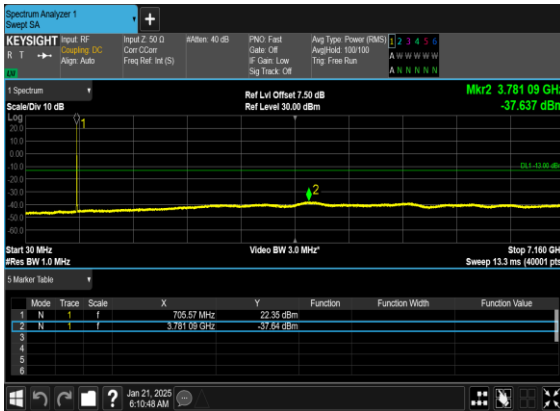 Spectrum Analyzer 1
Swept SA
+
KEYSIGHT Input: RF Input Z: 50 Ω #Atten: 40 dB PNO: Fast Avg Type: Power (RMS) 1 2 3 4 5 6
R T Coupling: DC Corr CCorr Gate: Off Avg|Hold: 100/100 A W W W W W
Align: Auto Freq Ref: Int (S) IF Gain: Low Trig: Free Run
Sig Track: Off A N N N N N
1 Spectrum Ref Lvl Offset 7.50 dB Mkr2 3.781 09 GHz
Scale/Div 10 dB Ref Level 30.00 dBm -37.637 dBm
Log
1
20.0
10.0
0.00
-10.0
DL1 -13.00 dBm
-20.0
-30.0
2
-40.0
-50.0
-60.0
Start 30 MHz Video BW 3.0 MHz* Stop 7.160 GHz
#Res BW 1.0 MHz Sweep 13.3 ms (40001 pts)
5 Marker Table
Mode Trace Scale X Y Function Function Width Function Value
1 N 1 f 705.57 MHz 22.35 dBm
2 N 1 f 3.781 09 GHz -37.64 dBm
3
4
5
6
? Jan 21, 2025
6:10:48 AM